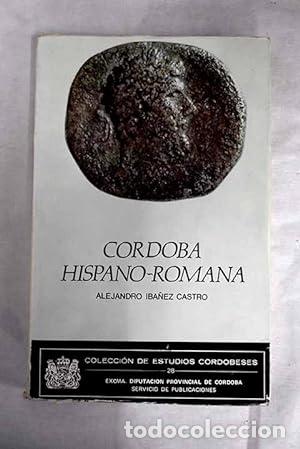 CORDOBA
HISPANO-ROMANA
ALEJANDRO IBAÑEZ CASTRO
COLECCIÓN DE ESTUDIOS CORDOBESES
28
EXCMA. DIPUTACION PROVINCIAL DE CORDOBA
SERVICIO DE PUBLICACIONES
todocoleccion.net